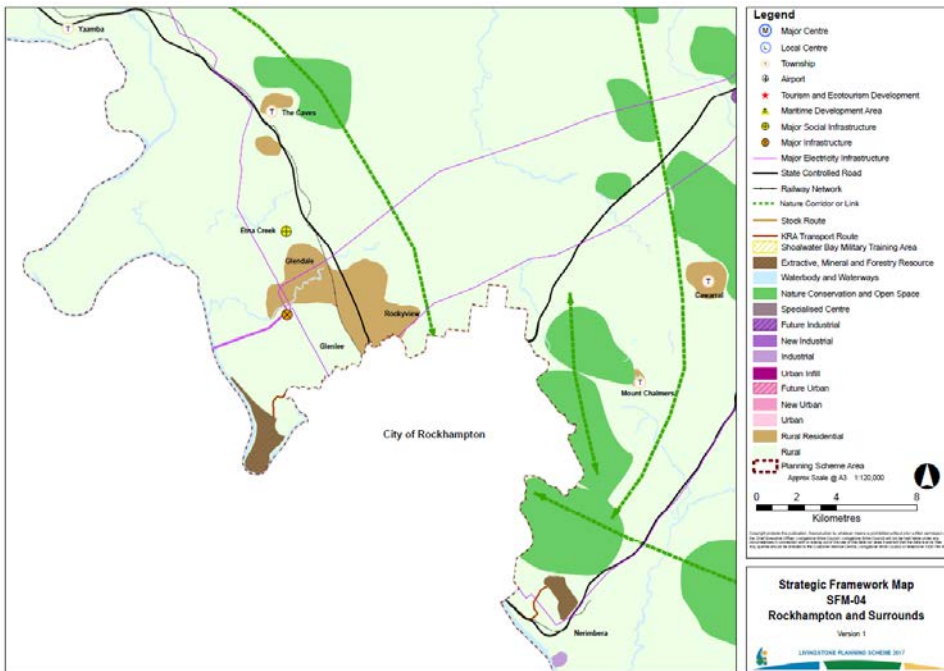 Yaamba
T
The Caves
T
Etna Creek
Glendale
Rockyview
Glenlee
City of Rockhampton
Cawarral
T
Mount Chalmers
T
Nerimbera
Legend
M Major Centre
L Local Centre
T Township
Airport
Tourism and Ecotourism Development
Maritime Development Area
Major Social Infrastructure
Major Infrastructure
Major Electricity Infrastructure
State Controlled Road
Railway Network
Nature Corridor or Link
Stock Route
KRA Transport Route
Shoalwater Bay Military Training Area
Extractive, Mineral and Forestry Resource
Waterbody and Waterways
Nature Conservation and Open Space
Specialised Centre
Future Industrial
New Industrial
Industrial
Urban Infill
Future Urban
New Urban
Urban
Rural Residential
Rural
Planning Scheme Area
Approx Scale @ A3 1:120,000
0 2 4 8
Kilometres
Strategic Framework Map
SFM-04
Rockhampton and Surrounds
Version 1
LIVINGSTONE PLANNING SCHEME 2017